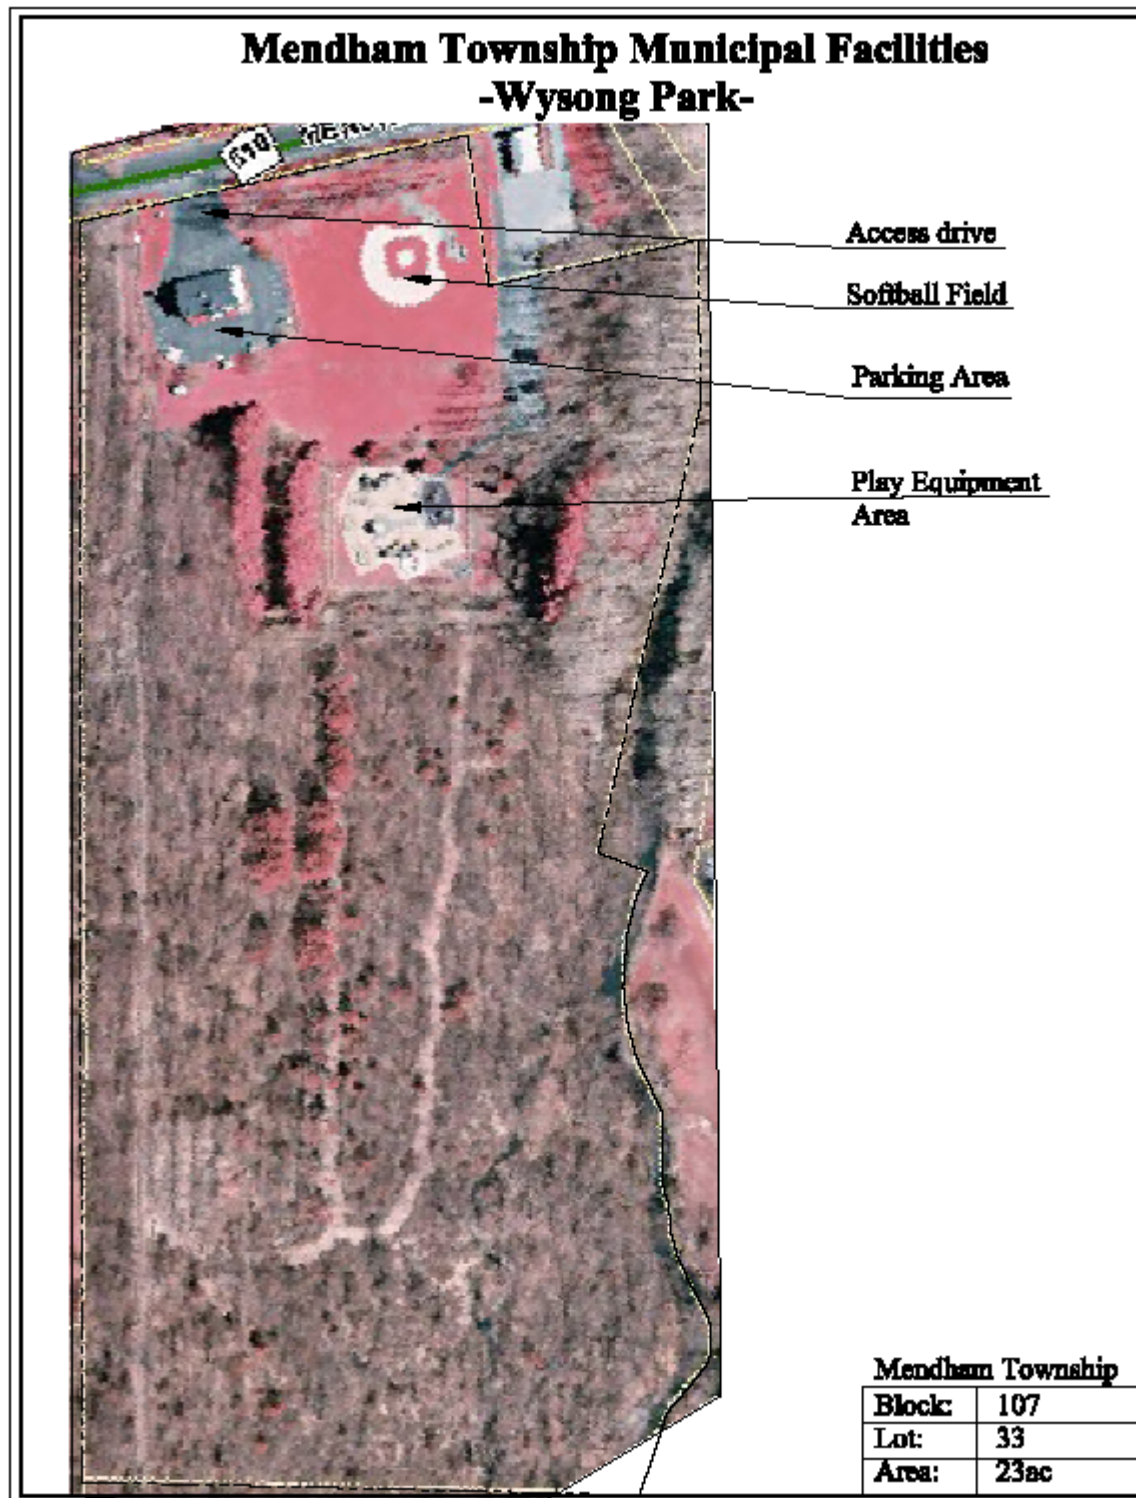 Mendham Township Municipal Facilities
-Wysong Park-
510
Access drive
Softball Field
Parking Area
Play Equipment
Area
Mendham Township
Block: 107
Lot: 33
Area: 23ac